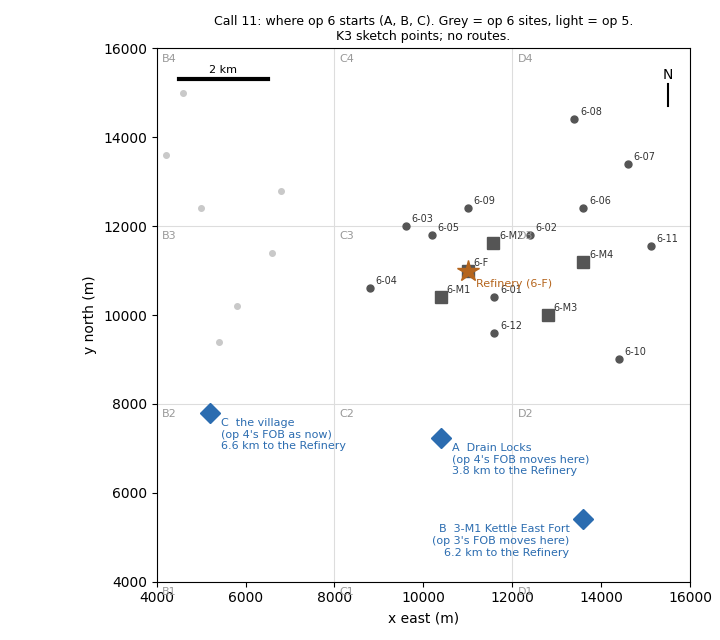 Call 11: where op 6 starts (A, B, C). Grey = op 6 sites, light = op 5.
K3 sketch points; no routes.
16000
14000
12000
10000
8000
6000
4000
y north (m)
4000
6000
8000
10000
12000
14000
16000
x east (m)
B4
C4
D4
2 km
N
6-08
6-07
6-09
6-06
6-03
6-05
6-M2
6-02
6-11
B3
C3
6-F
6-M4
Refinery (6-F)
6-04
6-M1
6-01
6-M3
6-12
6-10
B2
C2
D2
C the village
(op 4's FOB as now)
6.6 km to the Refinery
A Drain Locks
(op 4's FOB moves here)
3.8 km to the Refinery
B 3-M1 Kettle East Fort
(op 3's FOB moves here)
6.2 km to the Refinery
B1
C1
D1